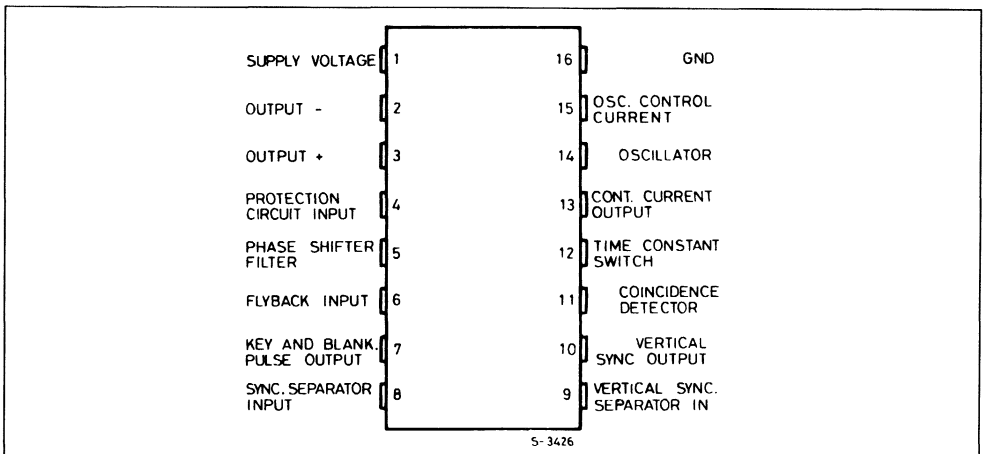 SUPPLY VOLTAGE 1
OUTPUT - 2
OUTPUT + 3
PROTECTION
CIRCUIT INPUT 4
PHASE SHIFTER
FILTER 5
FLYBACK INPUT 6
KEY AND BLANK.
PULSE OUTPUT 7
SYNC. SEPARATOR
INPUT 8
16 GND
15 OSC. CONTROL
CURRENT
14 OSCILLATOR
13 CONT. CURRENT
OUTPUT
12 TIME CONSTANT
SWITCH
11 COINCIDENCE
DETECTOR
10 VERTICAL
SYNC OUTPUT
9 VERTICAL SYNC.
SEPARATOR IN
S-3426